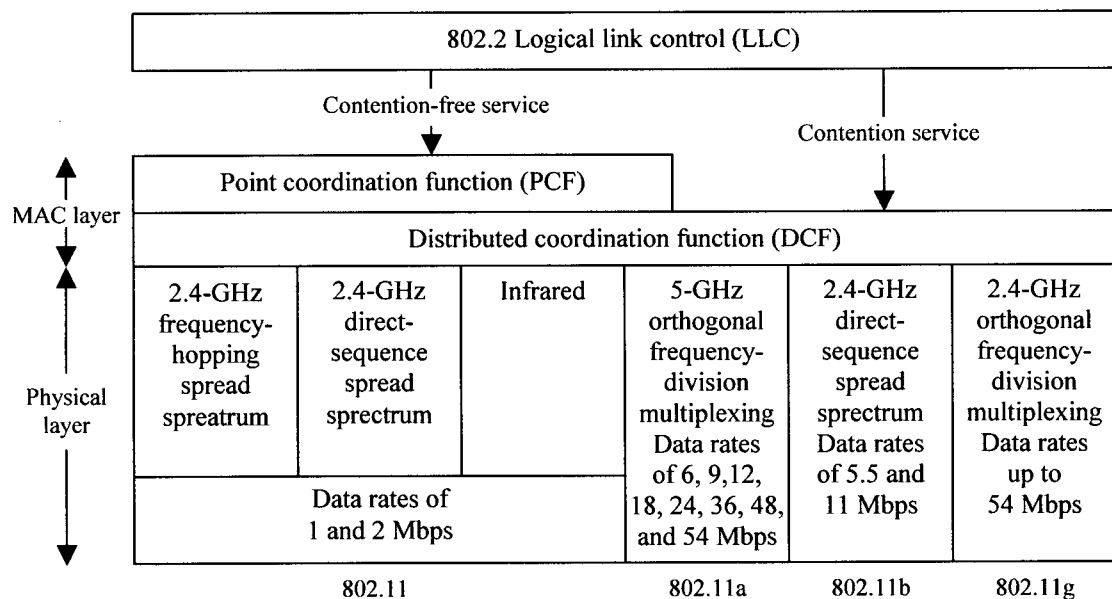 802.2 Logical link control (LLC)
Contention-free service
Contention service
MAC layer
Point coordination function (PCF)
Distributed coordination function (DCF)
Physical
layer
2.4-GHz
frequency-
hopping
spread
spreatrum
2.4-GHz
direct-
sequence
spread
sprectrum
Infrared
Data rates of
1 and 2 Mbps
5-GHz
orthogonal
frequency-
division
multiplexing
Data rates
of 6, 9,12,
18, 24, 36, 48,
and 54 Mbps
2.4-GHz
direct-
sequence
spread
sprectrum
Data rates
of 5.5 and
11 Mbps
2.4-GHz
orthogonal
frequency-
division
multiplexing
Data rates
up to
54 Mbps
802.11
802.11a
802.11b
802.11g